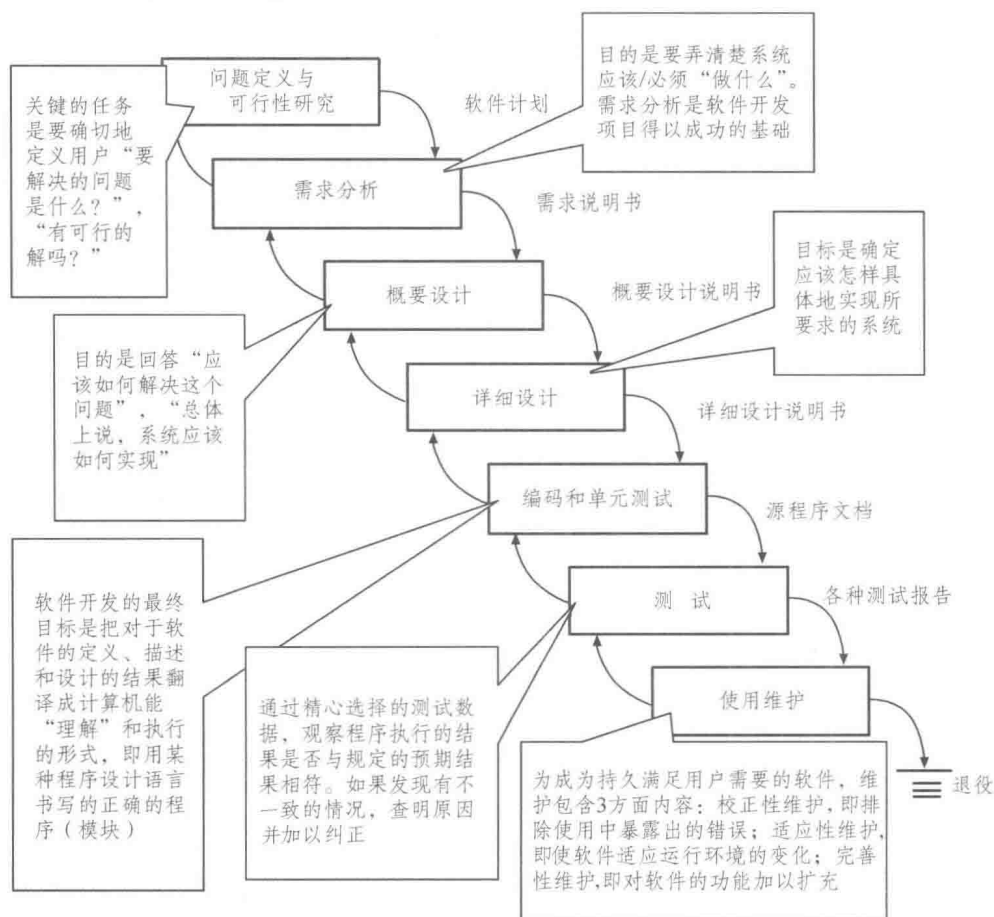 问题定义与
可行性研究
软件计划
目的是要弄清楚系统
应该/必须“做什么”。
需求分析是软件开发
项目得以成功的基础
关键的任务
是要确切地
定义用户“要
解决的问题
是什么？”，
“有可行的
解吗？”
需求分析
需求说明书
目标是确定
应该怎样具
体地实现所
要求的系统
概要设计
概要设计说明书
目的是回答“应
该如何解决这个
问题”，“总体
上说，系统应该
如何实现”
详细设计
详细设计说明书
编码和单元测试
源程序文档
软件开发的最终
目标是把对于软
件的定义、描述
和设计的结果翻
译成计算机能
“理解”和执行
的形式，即用某
种程序设计语言
书写的正确的程
序（模块）
测 试
各种测试报告
通过精心选择的测试数
据，观察程序执行的结
果是否与规定的预期结
果相符。如果发现有不
一致的情况，查明原因
并加以纠正
使用维护
退役
为成为持久满足用户需要的软件，维
护包含3方面内容：校正性维护，即排
除使用中暴露出的错误；适应性维护，
即使软件适应运行环境的变化；完善
性维护，即对软件的功能加以扩充